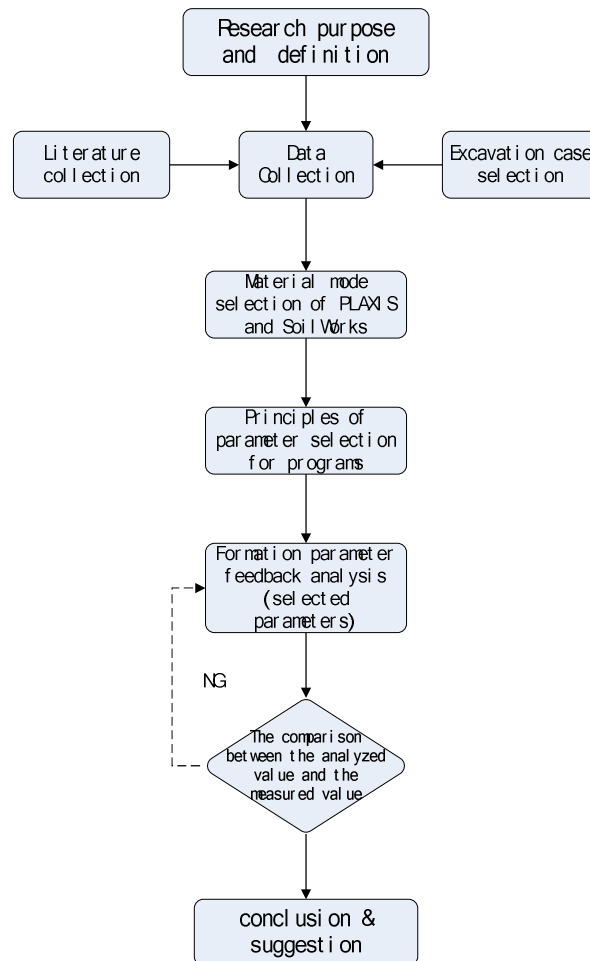 Research purpose
and definition
Literature
collection
Data
Collection
Excavation case
selection
Material mode
selection of PLAXIS
and SoilWorks
Principles of
parameter selection
for programs
Formation parameter
feedback analysis
(selected
parameters)
NG
The comparison
between the analyzed
value and the
measured value
conclusion &
suggestion